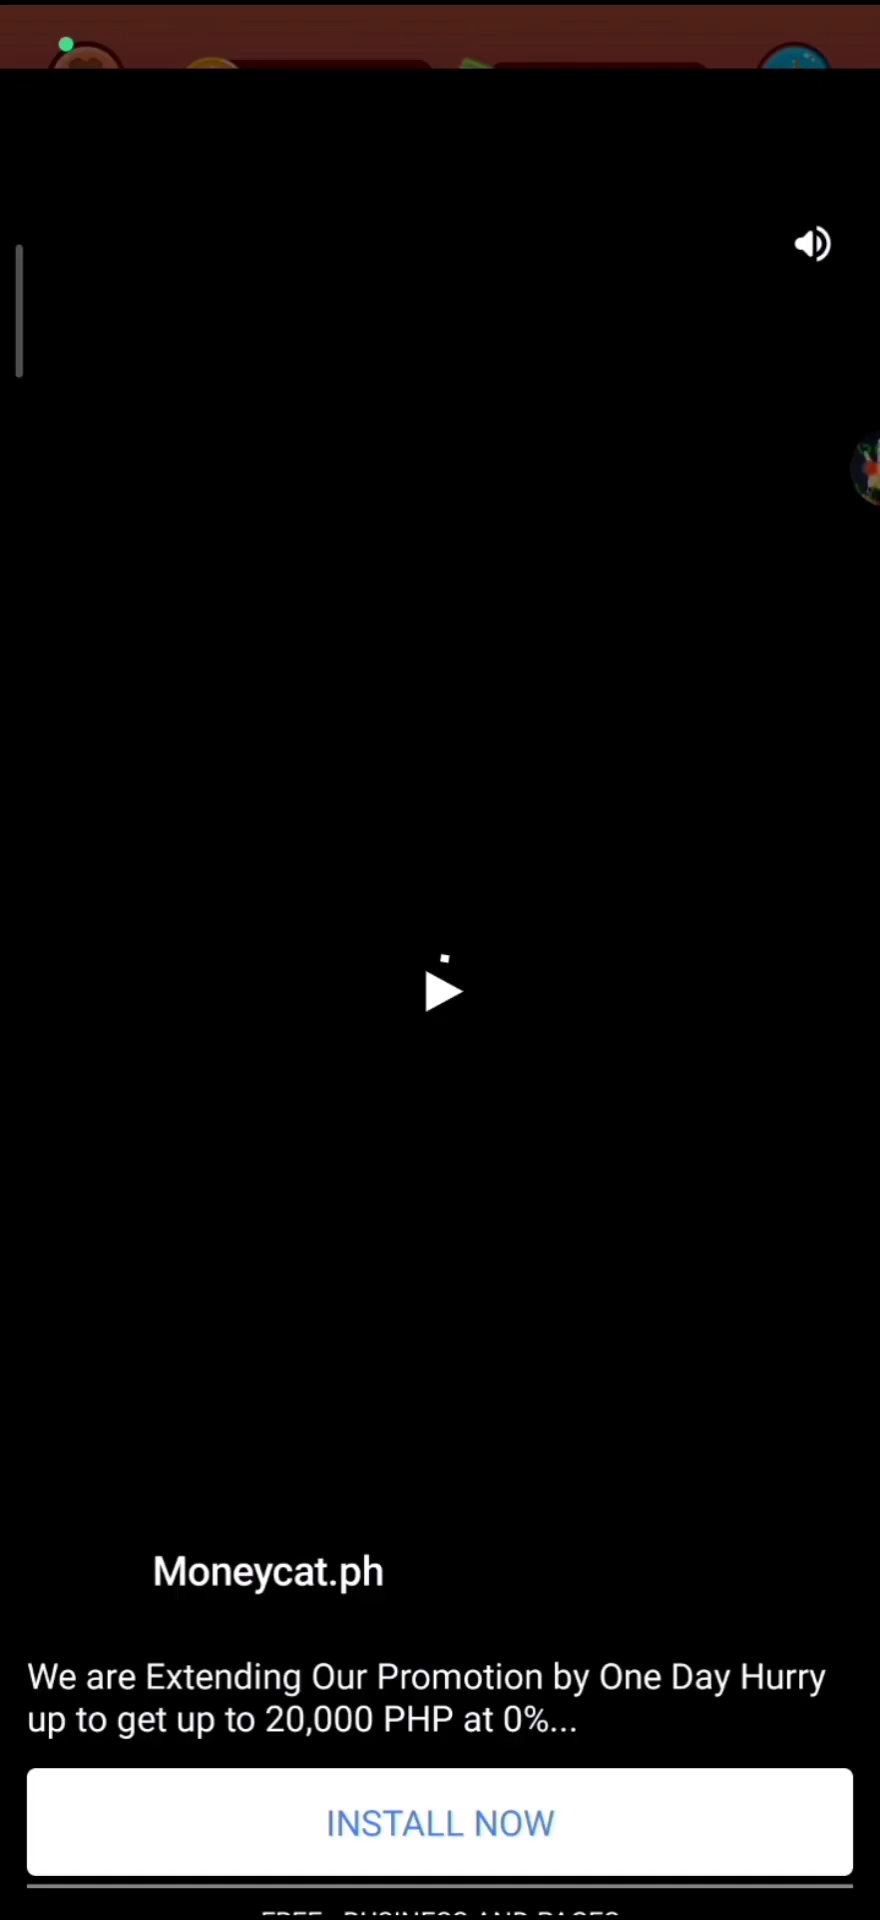 Moneycat.ph
We are Extending Our Promotion by One Day Hurry
up to get up to 20,000 PHP at 0%...
INSTALL NOW